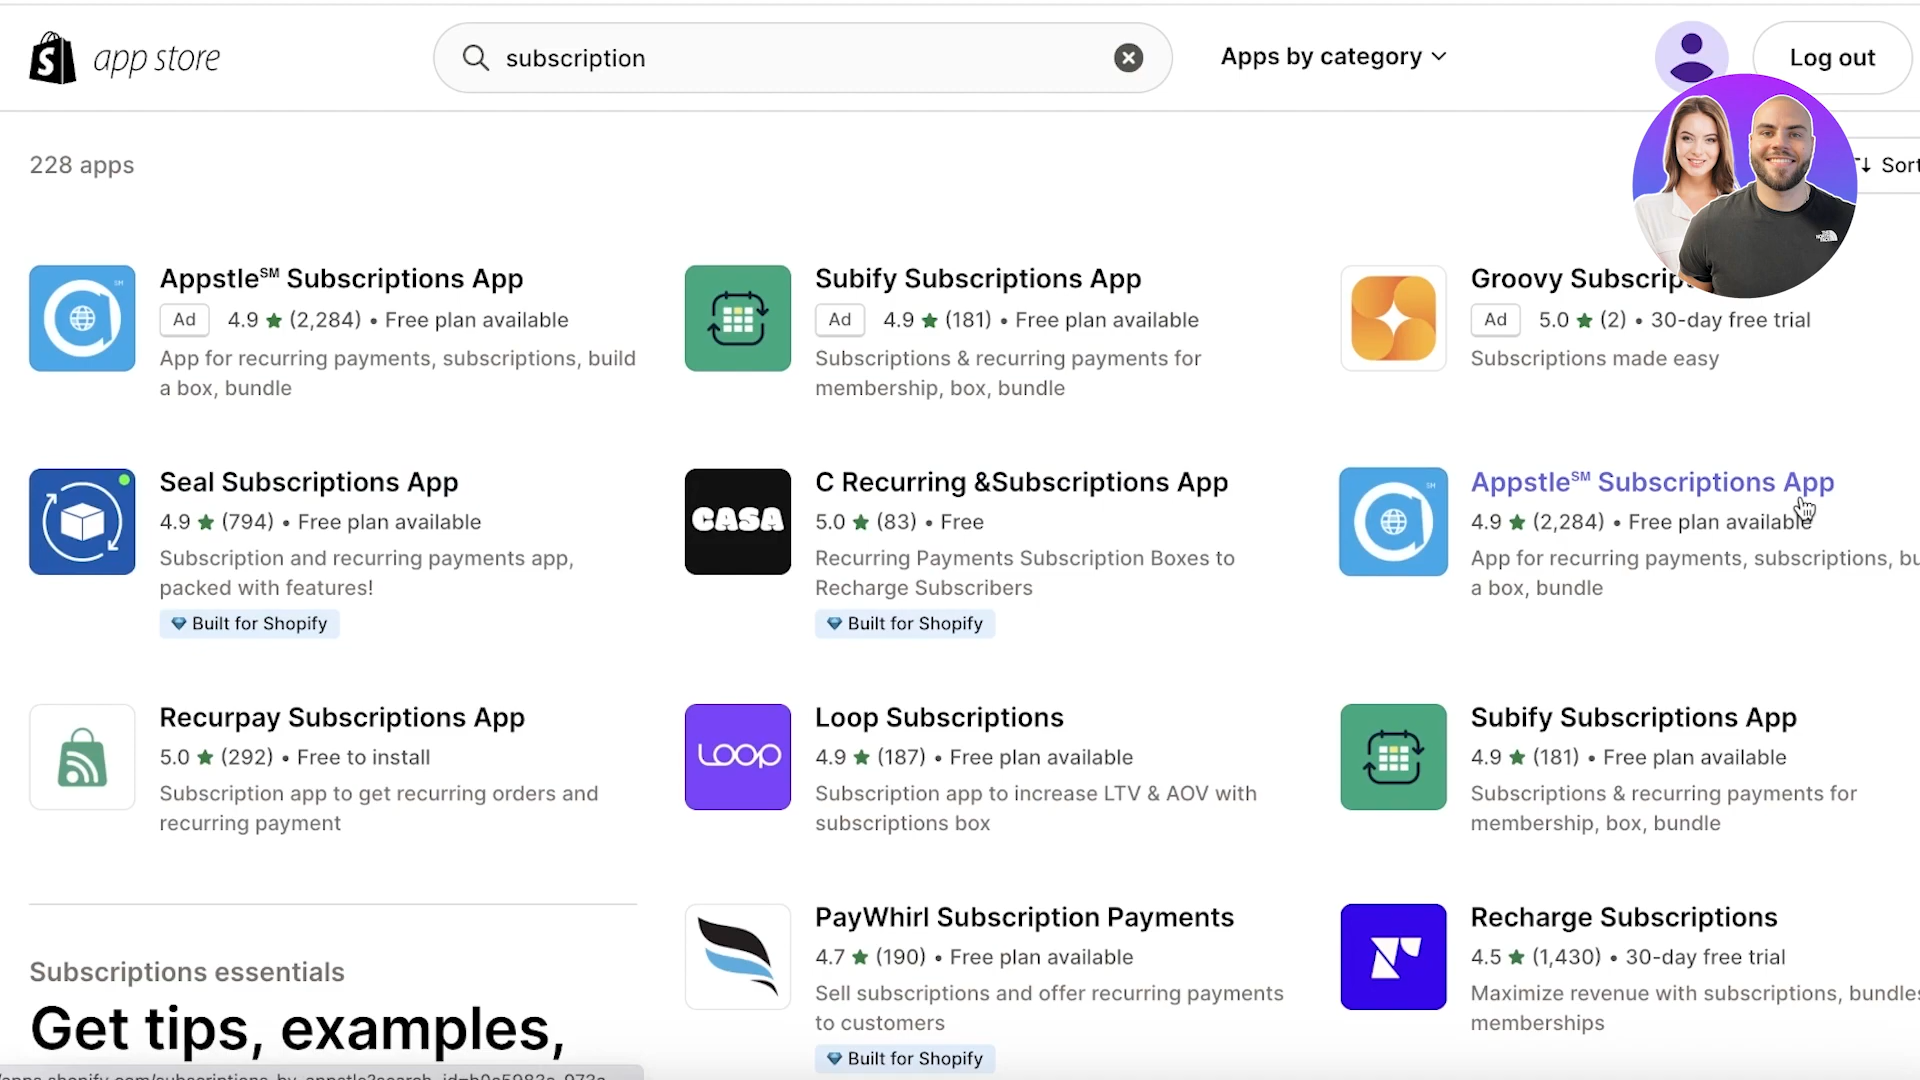 app store
subscription
Apps by category
Log out
228 apps
Sort
Appstle℠ Subscriptions App
Ad 4.9 ★ (2,284) • Free plan available
App for recurring payments, subscriptions, build
a box, bundle
Subify Subscriptions App
Ad 4.9 ★ (181) • Free plan available
Subscriptions & recurring payments for
membership, box, bundle
Groovy Subscrip
Ad 5.0 ★ (2) • 30-day free trial
Subscriptions made easy
Seal Subscriptions App
4.9 ★ (794) • Free plan available
Subscription and recurring payments app,
packed with features!
Built for Shopify
CASA
C Recurring &Subscriptions App
5.0 ★ (83) • Free
Recurring Payments Subscription Boxes to
Recharge Subscribers
Built for Shopify
Appstle℠ Subscriptions App
4.9 ★ (2,284) • Free plan available
App for recurring payments, subscriptions, bu
a box, bundle
Recurpay Subscriptions App
5.0 ★ (292) • Free to install
Subscription app to get recurring orders and
recurring payment
LOOP
Loop Subscriptions
4.9 ★ (187) • Free plan available
Subscription app to increase LTV & AOV with
subscriptions box
Subify Subscriptions App
4.9 ★ (181) • Free plan available
Subscriptions & recurring payments for
membership, box, bundle
Subscriptions essentials
Get tips, examples,
PayWhirl Subscription Payments
4.7 ★ (190) • Free plan available
Sell subscriptions and offer recurring payments
to customers
Built for Shopify
Recharge Subscriptions
4.5 ★ (1,430) • 30-day free trial
Maximize revenue with subscriptions, bundles
memberships